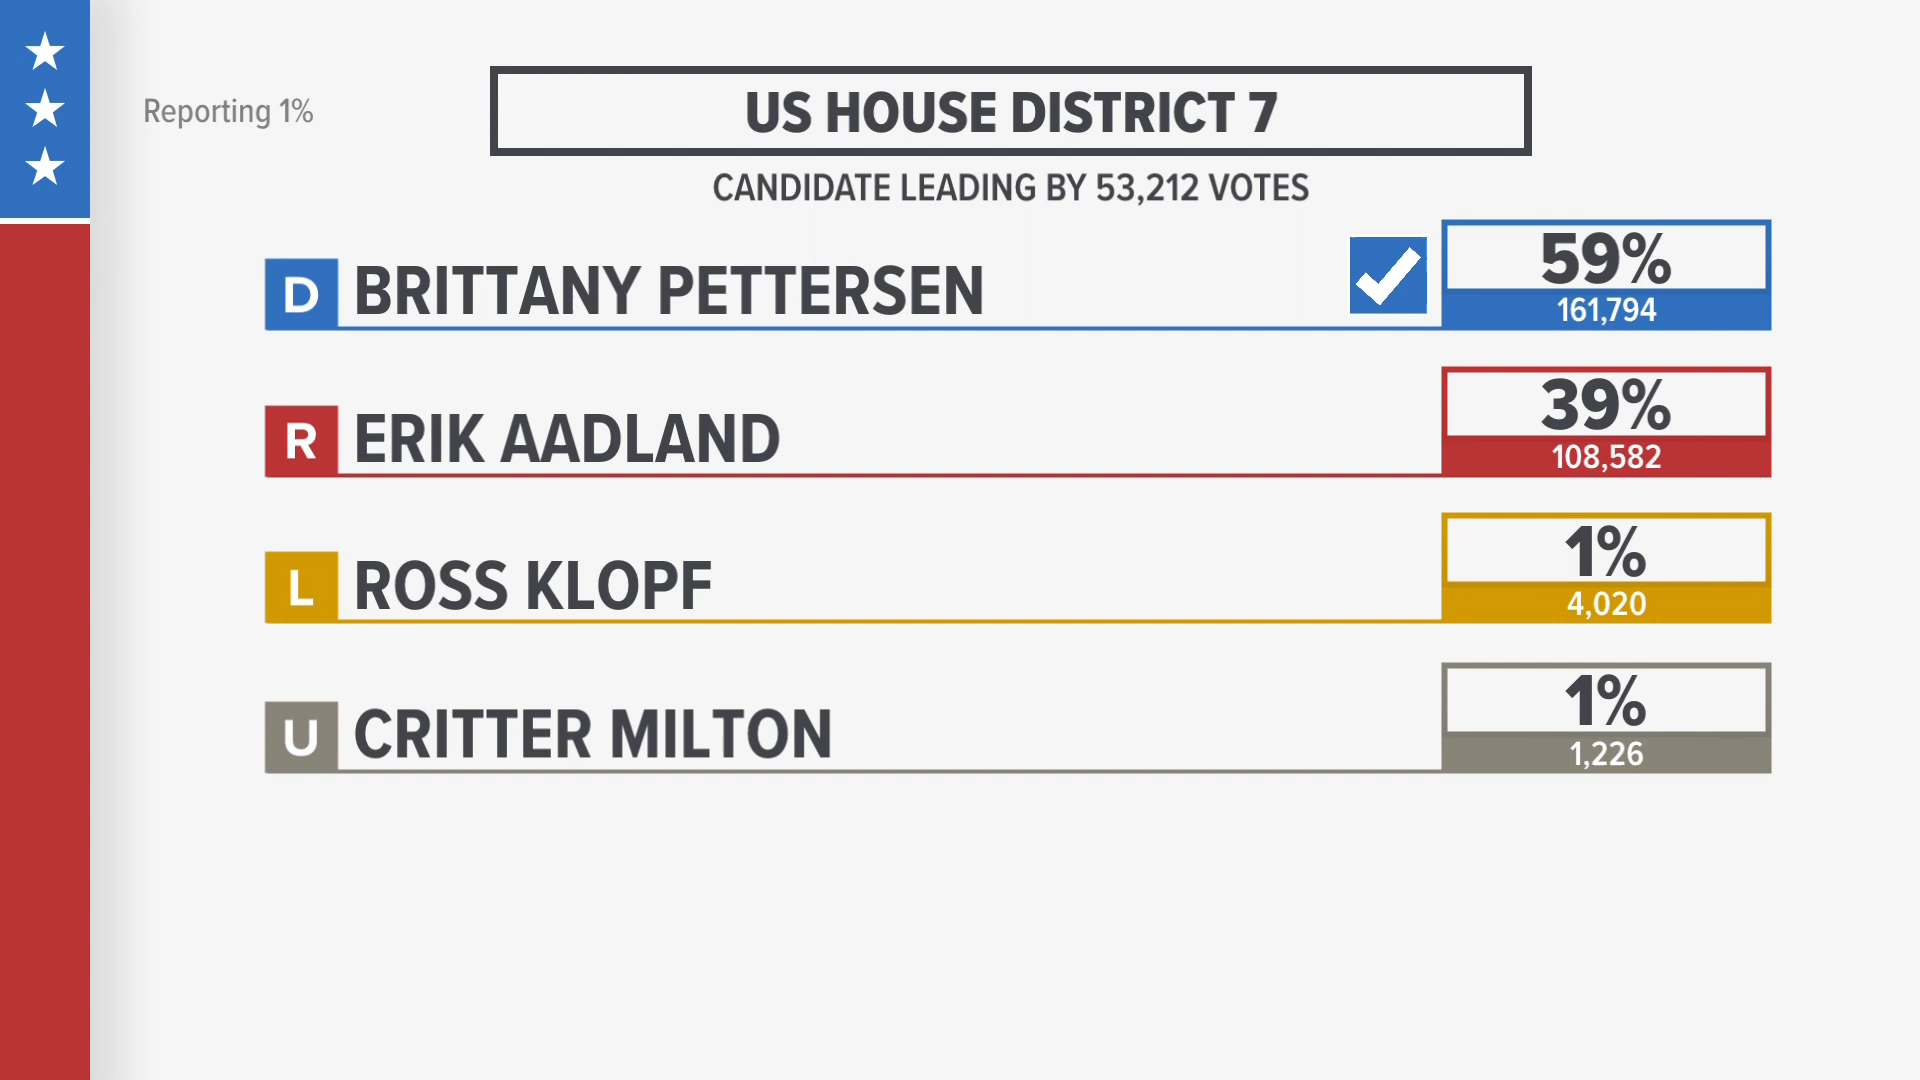 Reporting 1%
US HOUSE DISTRICT 7
CANDIDATE LEADING BY 53,212 VOTES
D BRITTANY PETTERSEN 59%
161,794
R ERIK AADLAND 39%
108,582
L ROSS KLOPF 1%
4,020
U CRITTER MILTON 1%
1,226